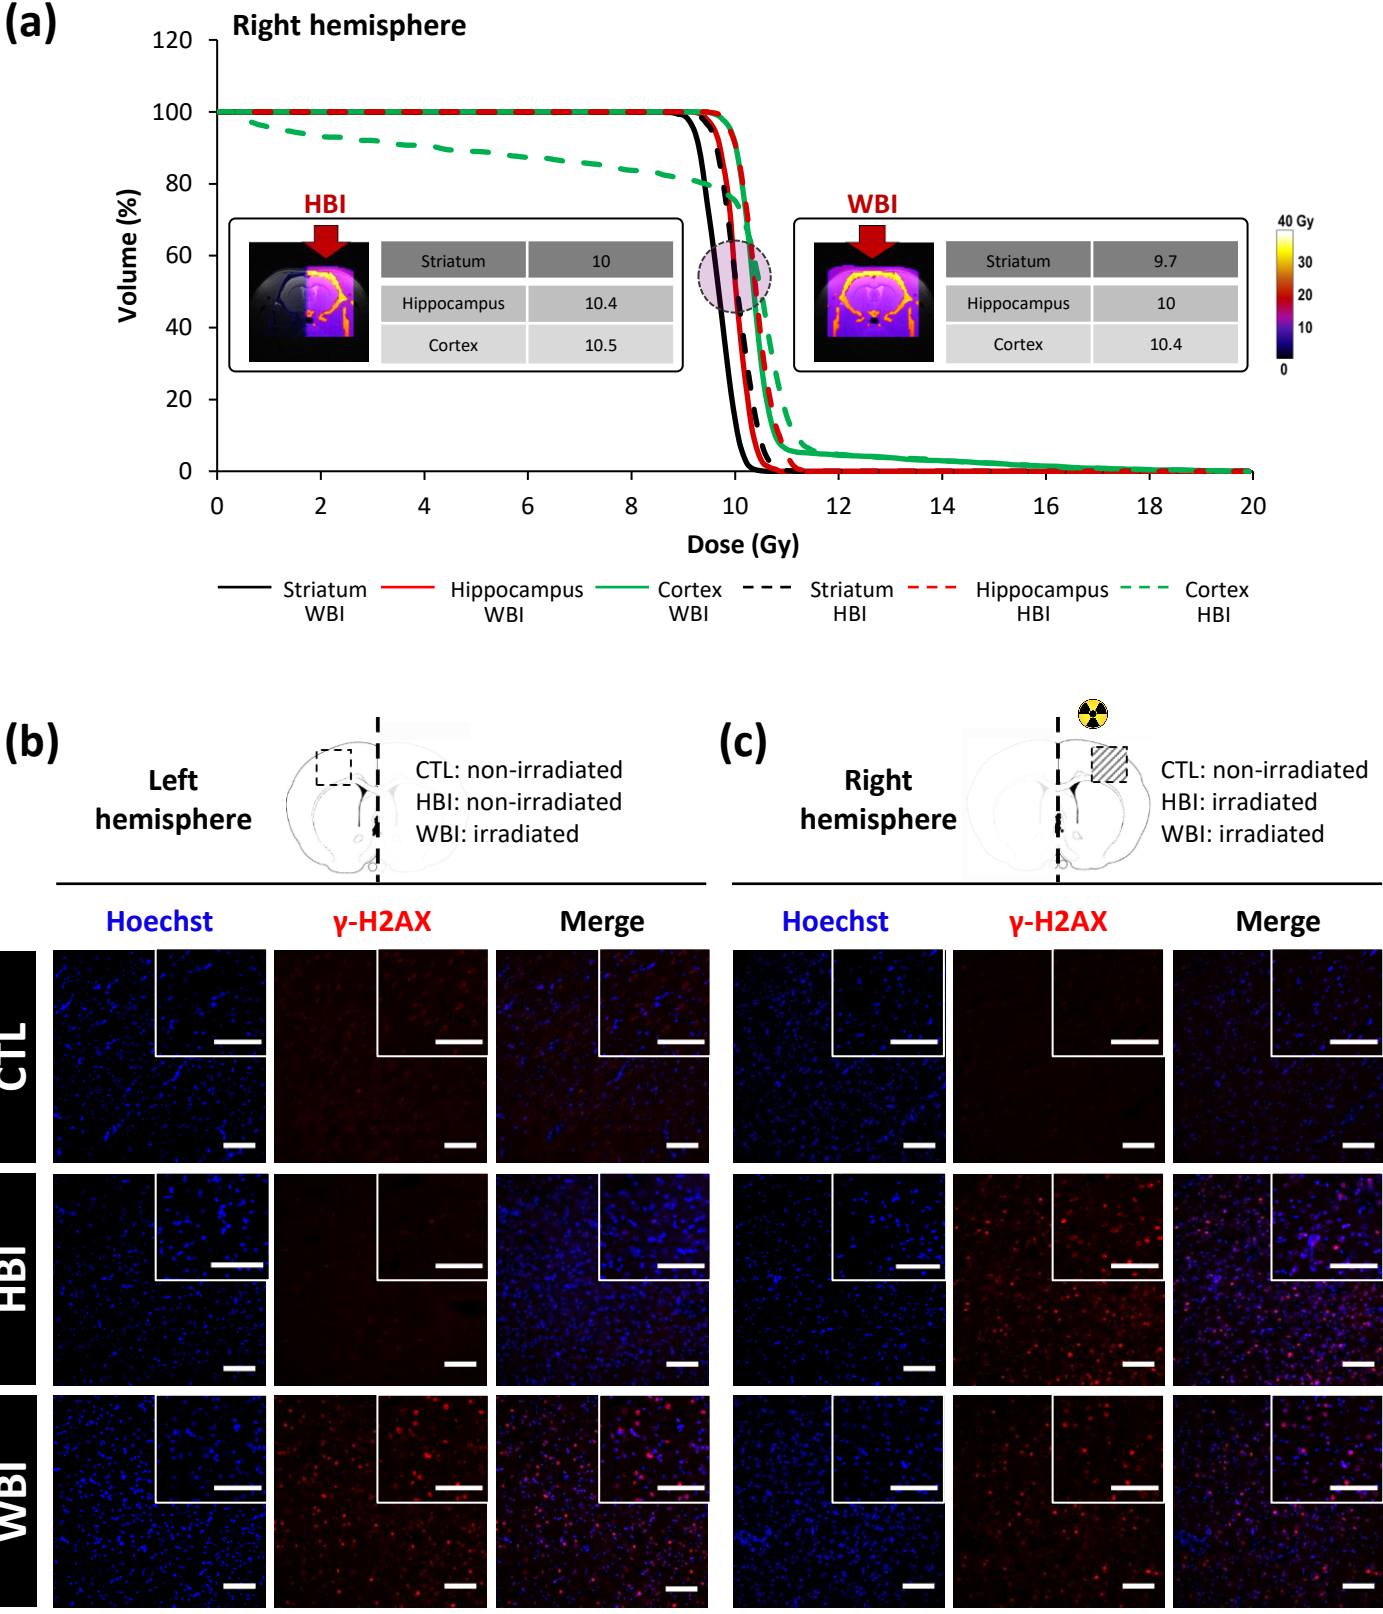 (a)
Right hemisphere
120
100
80
60
40
20
0
Volume (%)
HBI
Striatum 10
Hippocampus 10.4
Cortex 10.5
WBI
Striatum 9.7
Hippocampus 10
Cortex 10.4
40 Gy
30
20
10
0
0 2 4 6 8 10 12 14 16 18 20
Dose (Gy)
Striatum WBI
Hippocampus WBI
Cortex WBI
Striatum HBI
Hippocampus HBI
Cortex HBI
(b)
Left
hemisphere
CTL: non-irradiated
HBI: non-irradiated
WBI: irradiated
(c)
Right
hemisphere
CTL: non-irradiated
HBI: irradiated
WBI: irradiated
Hoechst γ-H2AX Merge Hoechst γ-H2AX Merge
CTL
HBI
WBI